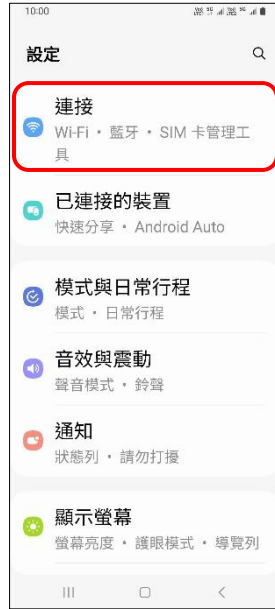 10:00
設定
連接
Wi-Fi • 藍牙 • SIM 卡管理工
具
已連接的裝置
快速分享 • Android Auto
模式與日常行程
模式 • 日常行程
音效與震動
聲音模式 • 鈴聲
通知
狀態列 • 請勿打擾
顯示螢幕
螢幕亮度 • 護眼模式 • 導覽列